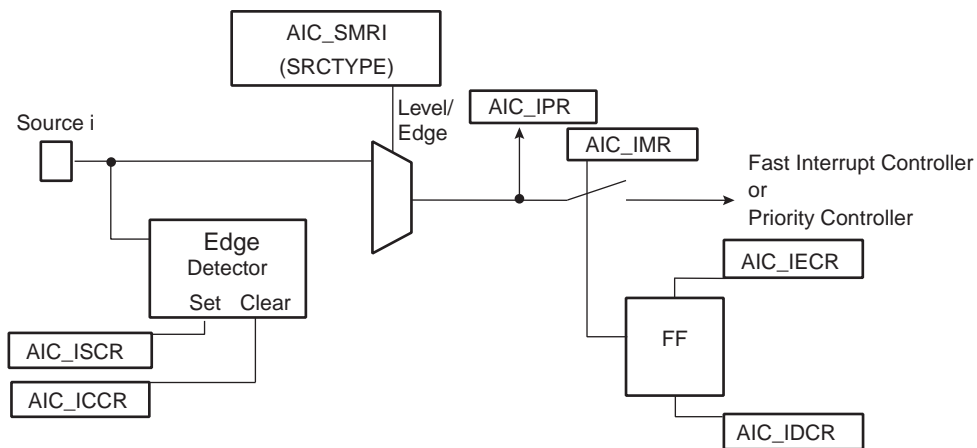 AIC_SMRI
(SRCTYPE)
Level/
Edge
AIC_IPR
Source i
AIC_IMR
Fast Interrupt Controller
or
Priority Controller
Edge
Detector
Set Clear
AIC_IECR
FF
AIC_ISCR
AIC_ICCR
AIC_IDCR